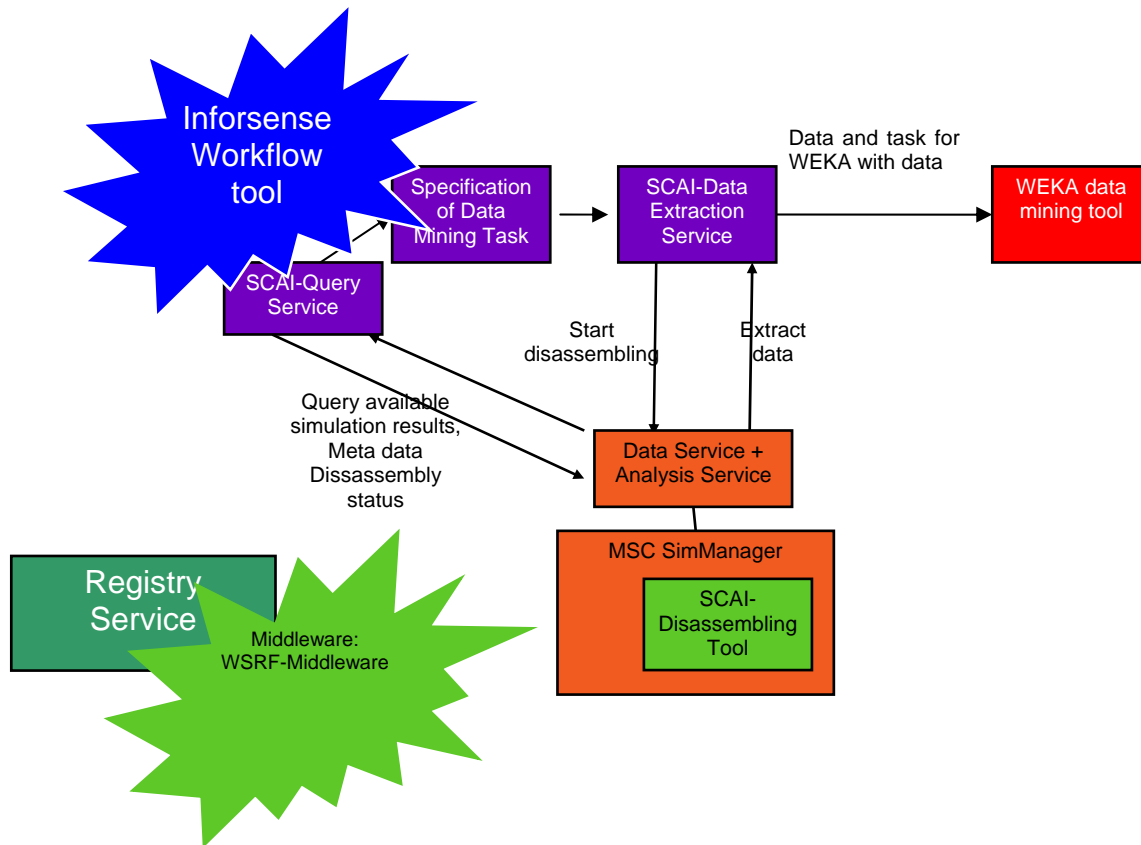 Inforsense
Workflow
tool
Data and task for
WEKA with data
Specification
of Data
Mining Task
SCAI-Data
Extraction
Service
WEKA data
mining tool
SCAI-Query
Service
Start
disassembling
Extract
data
Query available
simulation results,
Meta data
Dissassembly
status
Data Service +
Analysis Service
MSC SimManager
SCAI-
Disassembling
Tool
Registry
Service
Middleware:
WSRF-Middleware